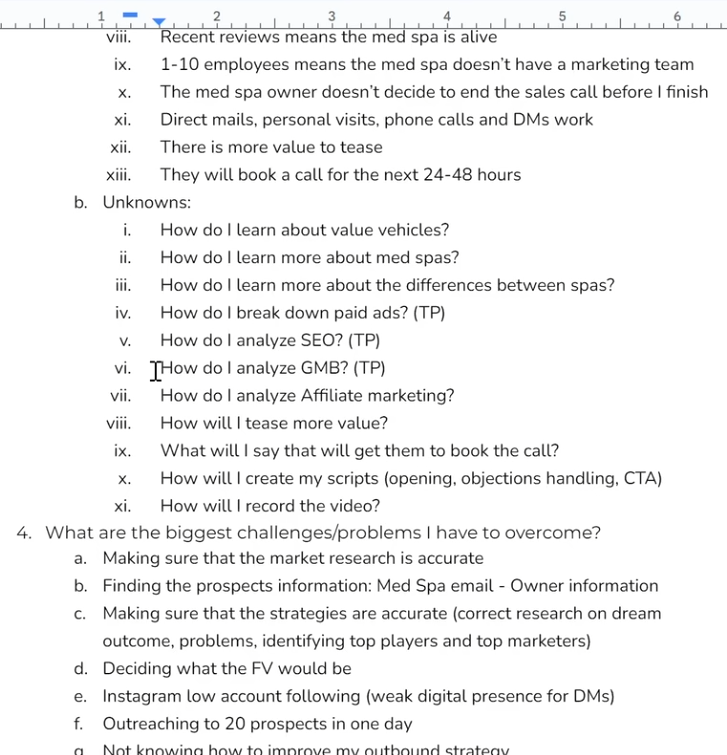 1 2 3 4 5 6
viii. Recent reviews means the med spa is alive
ix. 1-10 employees means the med spa doesn't have a marketing team
x. The med spa owner doesn't decide to end the sales call before I finish
xi. Direct mails, personal visits, phone calls and DMs work
xii. There is more value to tease
xiii. They will book a call for the next 24-48 hours
b. Unknowns:
i. How do I learn about value vehicles?
ii. How do I learn more about med spas?
iii. How do I learn more about the differences between spas?
iv. How do I break down paid ads? (TP)
v. How do I analyze SEO? (TP)
vi. How do I analyze GMB? (TP)
vii. How do I analyze Affiliate marketing?
viii. How will I tease more value?
ix. What will I say that will get them to book the call?
x. How will I create my scripts (opening, objections handling, CTA)
xi. How will I record the video?
4. What are the biggest challenges/problems I have to overcome?
a. Making sure that the market research is accurate
b. Finding the prospects information: Med Spa email - Owner information
c. Making sure that the strategies are accurate (correct research on dream
outcome, problems, identifying top players and top marketers)
d. Deciding what the FV would be
e. Instagram low account following (weak digital presence for DMs)
f. Outreaching to 20 prospects in one day
g. Not knowing how to improve my outbound strategy